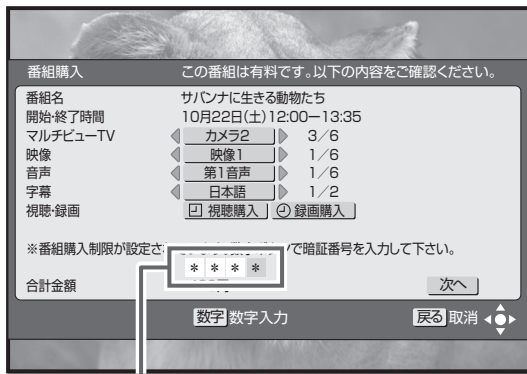 番組購入 この番組は有料です。以下の内容をご確認ください。
番組名 サバンナに生きる動物たち
開始・終了時間 10月22日(土)12:00ー13:35
マルチビューTV カメラ2 3/6
映像 映像1 1/6
音声 第1音声 1/6
字幕 日本語 1/2
視聴・録画 視聴購入 録画購入
※番組購入制限が設定さ で暗証番号を入力して下さい。
* * * *
合計金額 次へ
数字 数字入力 戻る 取消